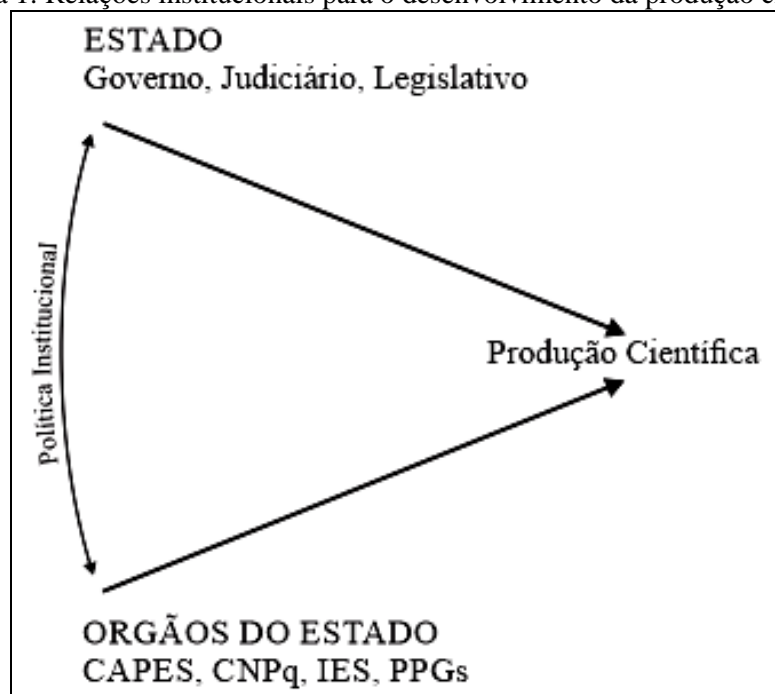 1: Relações institucionais para o desenvolvimento da produção
ESTADO
Governo, Judiciário, Legislativo
Política Institucional
Produção Científica
ORGÃOS DO ESTADO
CAPES, CNPq, IES, PPGs